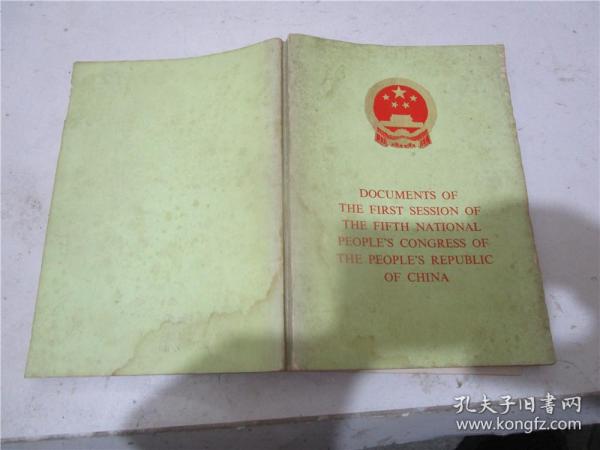 DOCUMENTS OF
THE FIRST SESSION OF
THE FIFTH NATIONAL
PEOPLE'S CONGRESS OF
THE PEOPLE'S REPUBLIC
OF CHINA
孔夫子旧书网
www.kongfz.com